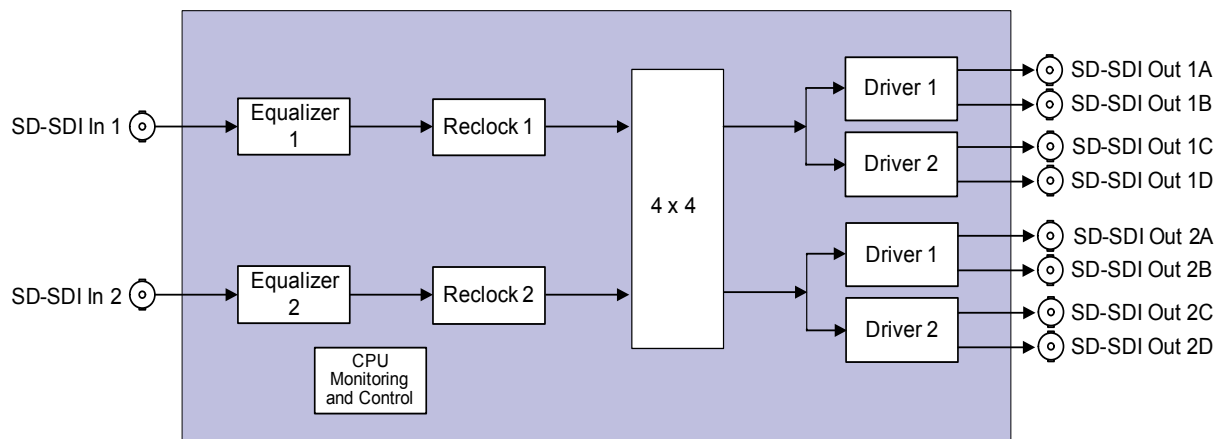 SD-SDI In 1
Equalizer
1
Reclock 1
4 x 4
Driver 1
Driver 2
SD-SDI Out 1A
SD-SDI Out 1B
SD-SDI Out 1C
SD-SDI Out 1D
SD-SDI In 2
Equalizer
2
Reclock 2
Driver 1
Driver 2
SD-SDI Out 2A
SD-SDI Out 2B
SD-SDI Out 2C
SD-SDI Out 2D
CPU
Monitoring
and Control